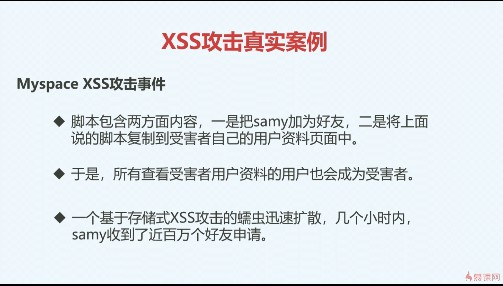 XSS攻击真实案例
Myspace XSS攻击事件
◆ 脚本包含两方面内容，一是把samy加为好友，二是将上面
说的脚本复制到受害者自己的用户资料页面中。
◆ 于是，所有查看受害者用户资料的用户也会成为受害者。
◆ 一个基于存储式XSS攻击的蠕虫迅速扩散，几个小时内，
samy收到了近百万个好友申请。